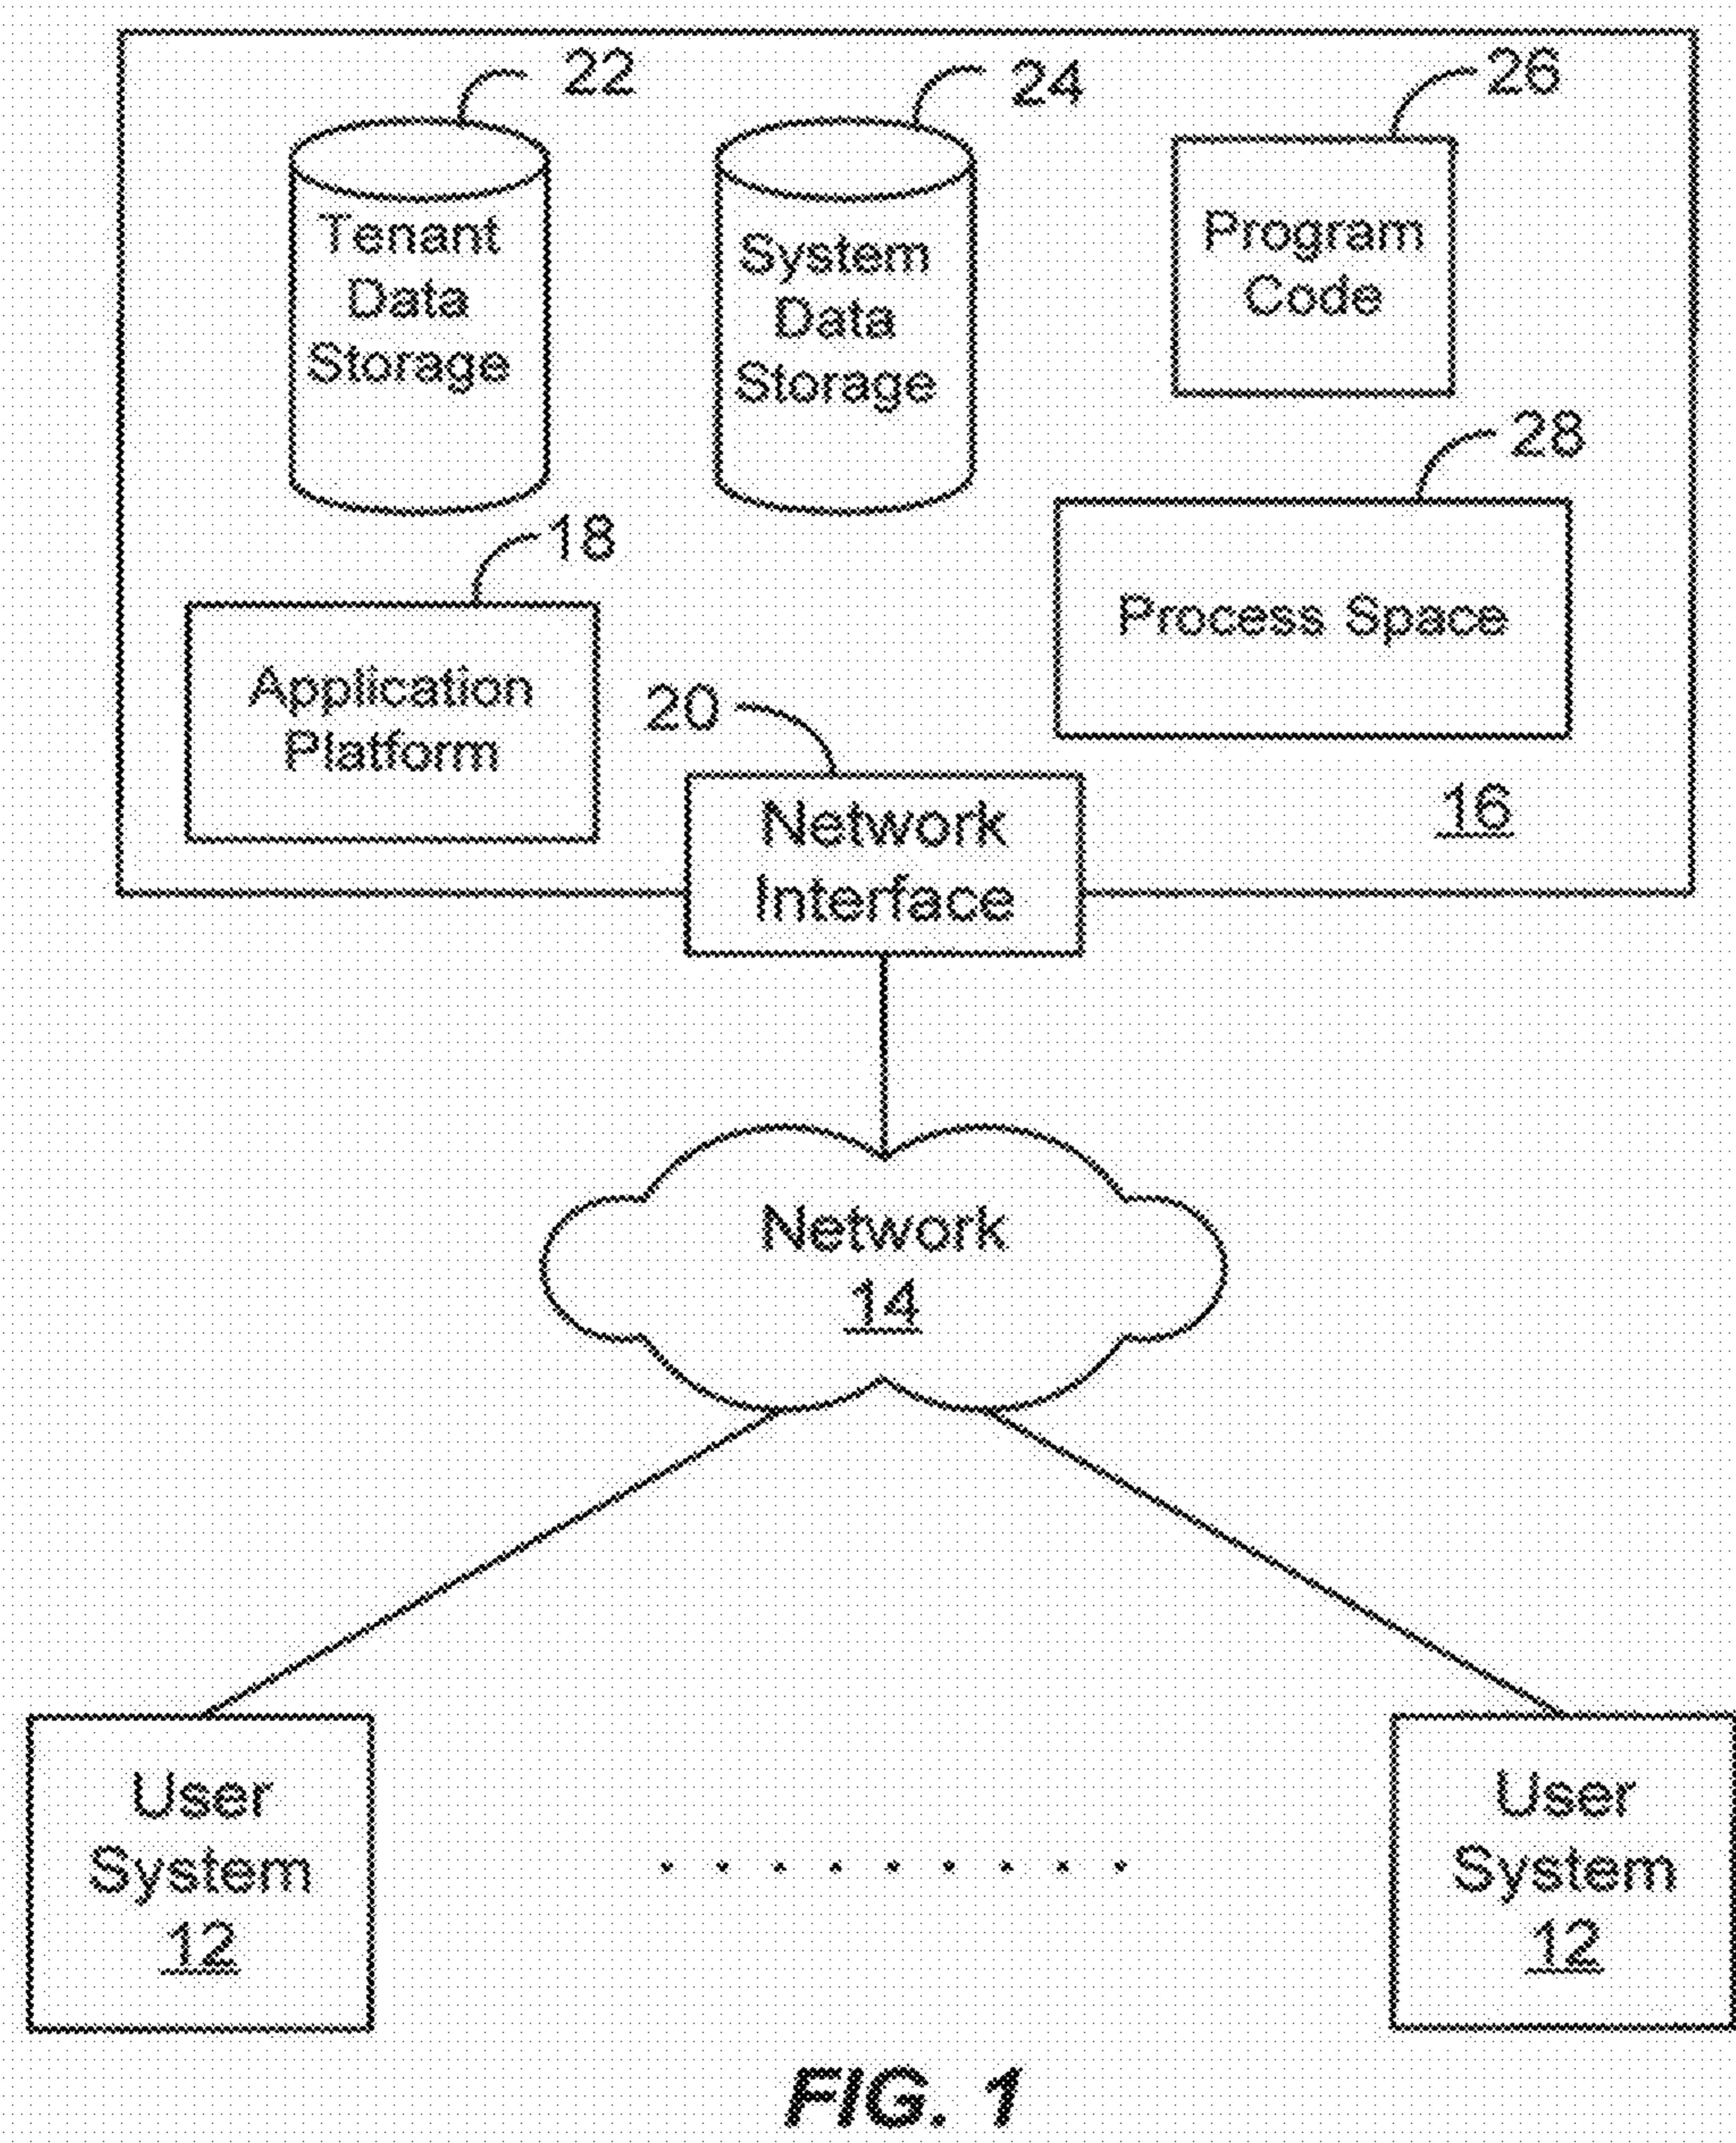 22
24
26
Tenant
Data
Storage
System
Data
Storage
Program
Code
28
18
Process Space
Application
Platform
20
16
Network
Interface
Network
14
User
System
12
User
System
12
FIG. 1